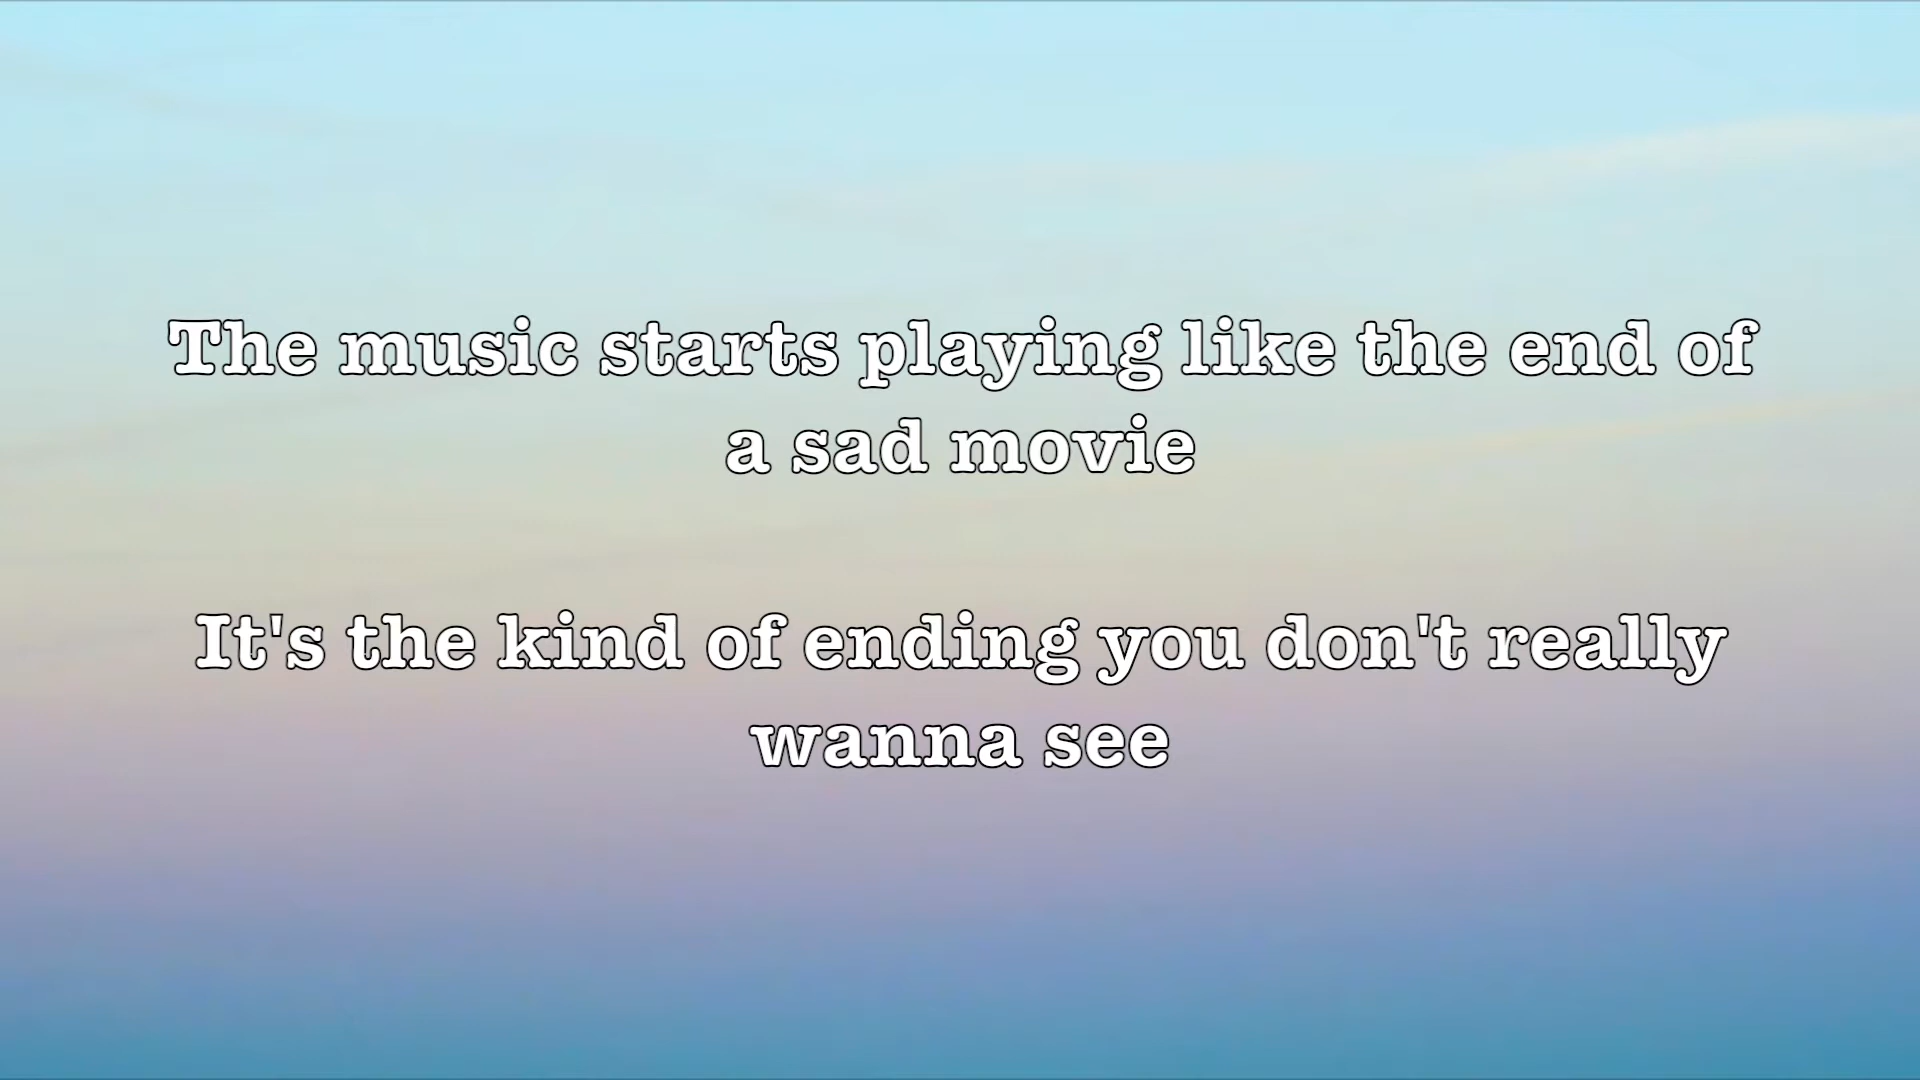 The music starts playing like the end of
a sad movie
It's the kind of ending you don't really
wanna see